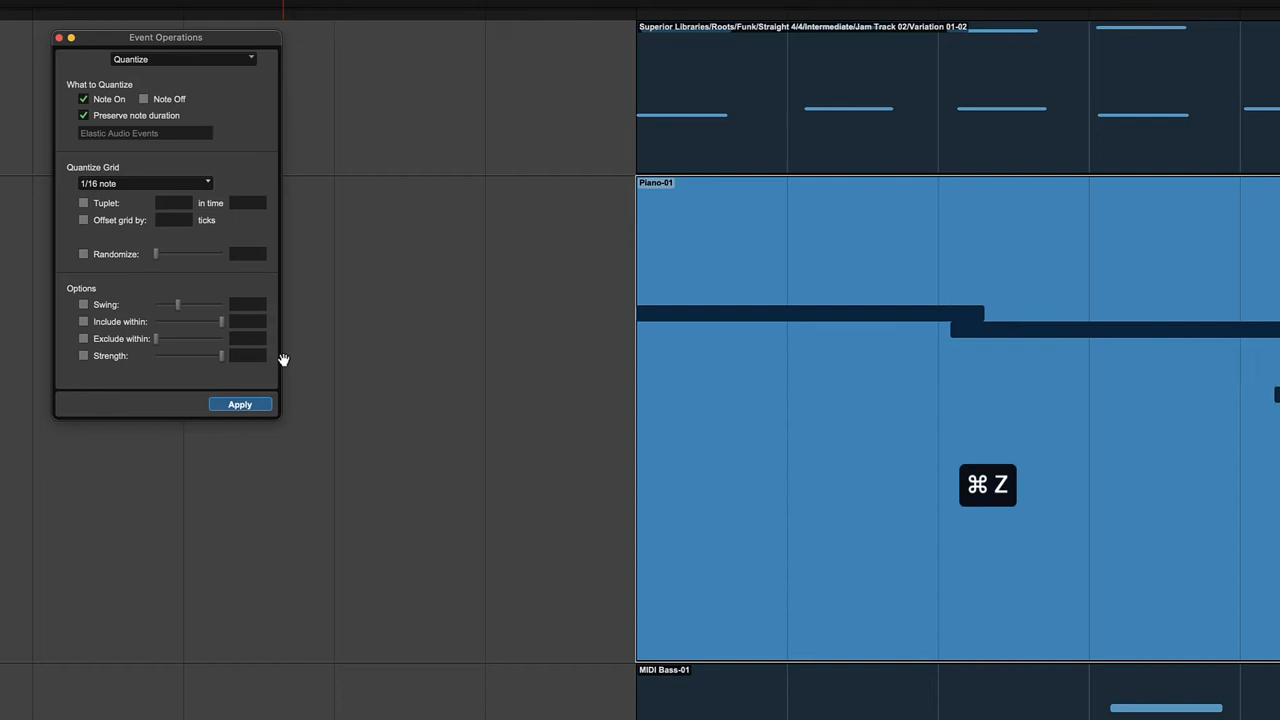 Event Operations
Quantize
What to Quantize
Note On
Note Off
Preserve note duration
Elastic Audio Events
Quantize Grid
1/16 note
Tuplet:
in time
Offset grid by:
ticks
Randomize:
Options
Swing:
Include within:
Exclude within:
Strength:
Apply
Superior Libraries/Roots/Funk/Straight 4/4/Intermediate/Jam Track 02/Variation 01-02
Piano-01
⌘ Z
MIDI Bass-01